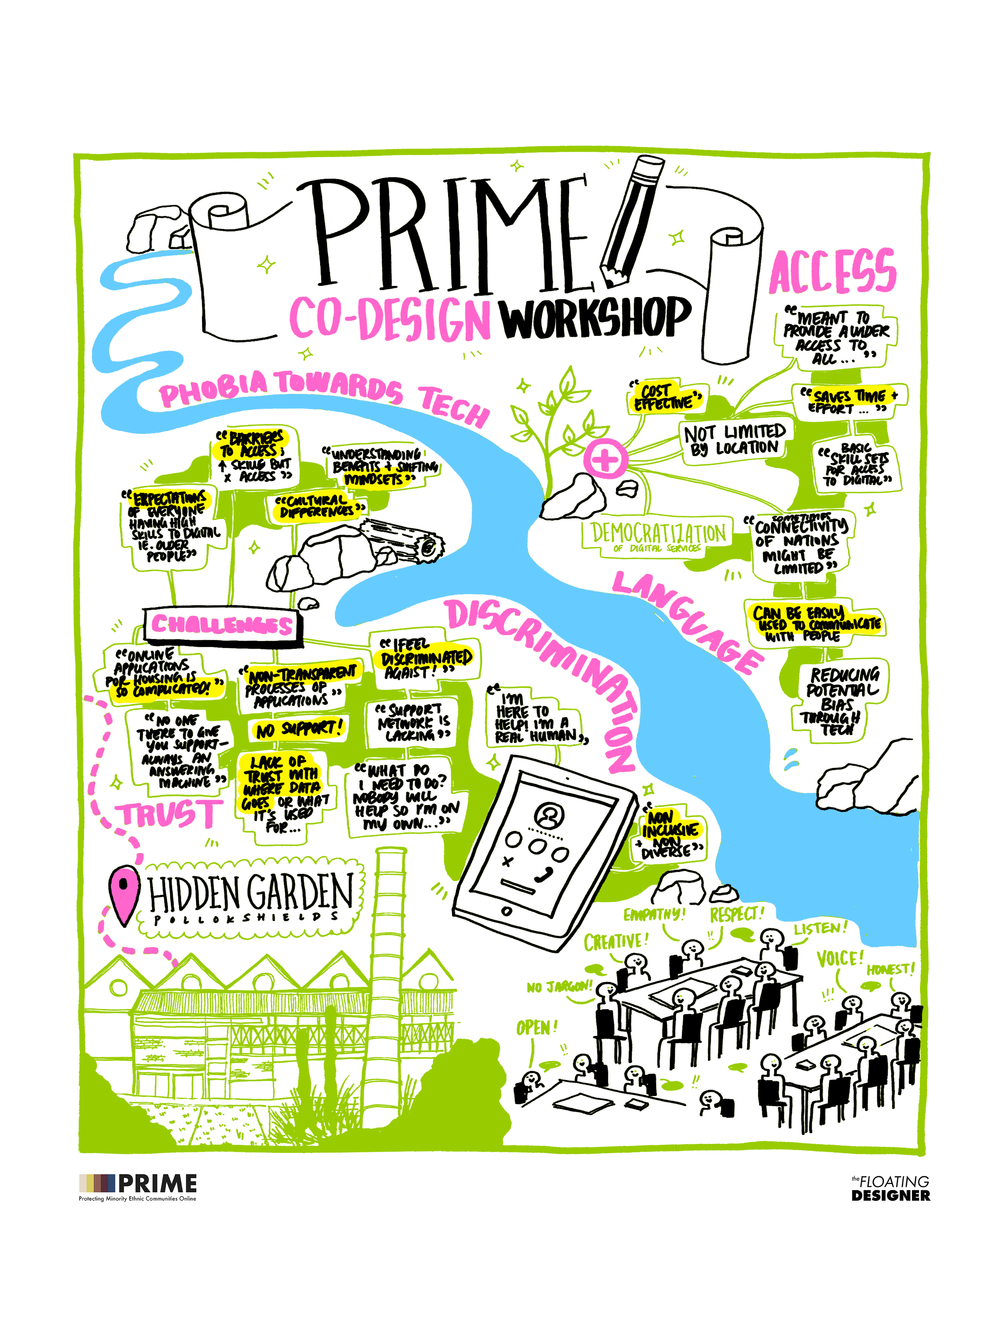 PRIME
CO-DESIGN WORKSHOP
ACCESS
"MEANT TO
PROVIDE A WIDER
ACCESS TO
ALL... "
"COST
EFFECTIVE"
"SAVES TIME +
EFFORT... "
NOT LIMITED
BY LOCATION
"BASIC
SKILL SETS
FOR ACCESS
TO DIGITAL"
DEMOCRATIZATION
OF DIGITAL SERVICES
"SOMETIMES
CONNECTIVITY
OF NATIONS
MIGHT BE
LIMITED"
CAN BE EASILY
USED TO COMMUNICATE
WITH PEOPLE
REDUCING
POTENTIAL
BIAS
THROUGH
TECH
PHOBIA TOWARDS TECH
"BARRIERS
TO ACCESS;
↑ SKILLS BUT
X ACCESS"
"UNDERSTANDING
BENEFITS + SHIFTING
MINDSETS"
"EXPECTATIONS
OF EVERYONE
HAVING HIGH
SKILLS TO DIGITAL
IE. OLDER
PEOPLE"
"CULTURAL
DIFFERENCES"
CHALLENGES
DISCRIMINATION
LANGUAGE
"ONLINE
APPLICATIONS
FOR HOUSING IS
SO COMPLICATED!"
"NON-TRANSPARENT
PROCESSES OF
APPLICATIONS"
"I FEEL
DISCRIMINATED
AGAIST!"
"NO ONE
THERE TO GIVE
YOU SUPPORT-
ALWAYS AN
ANSWERING
MACHINE"
NO SUPPORT!
"SUPPORT
NETWORK IS
LACKING"
"I'M
HERE TO
HELP! I'M A
REAL HUMAN"
LACK OF
TRUST WITH
WHERE DATA
GOES OR WHAT
IT'S USED
FOR...
"WHAT DO
I NEED TO DO?
NOBODY WILL
HELP SO I'M ON
MY OWN..."
TRUST
"NON
INCLUSIVE
+ NON
DIVERSE"
HIDDEN GARDEN
POLLOKSHIELDS
EMPATHY!
RESPECT!
CREATIVE!
LISTEN!
NO JARGON!
VOICE!
HONEST!
OPEN!
PRIME
Protecting Minority Ethnic Communities Online
theFLOATING
DESIGNER